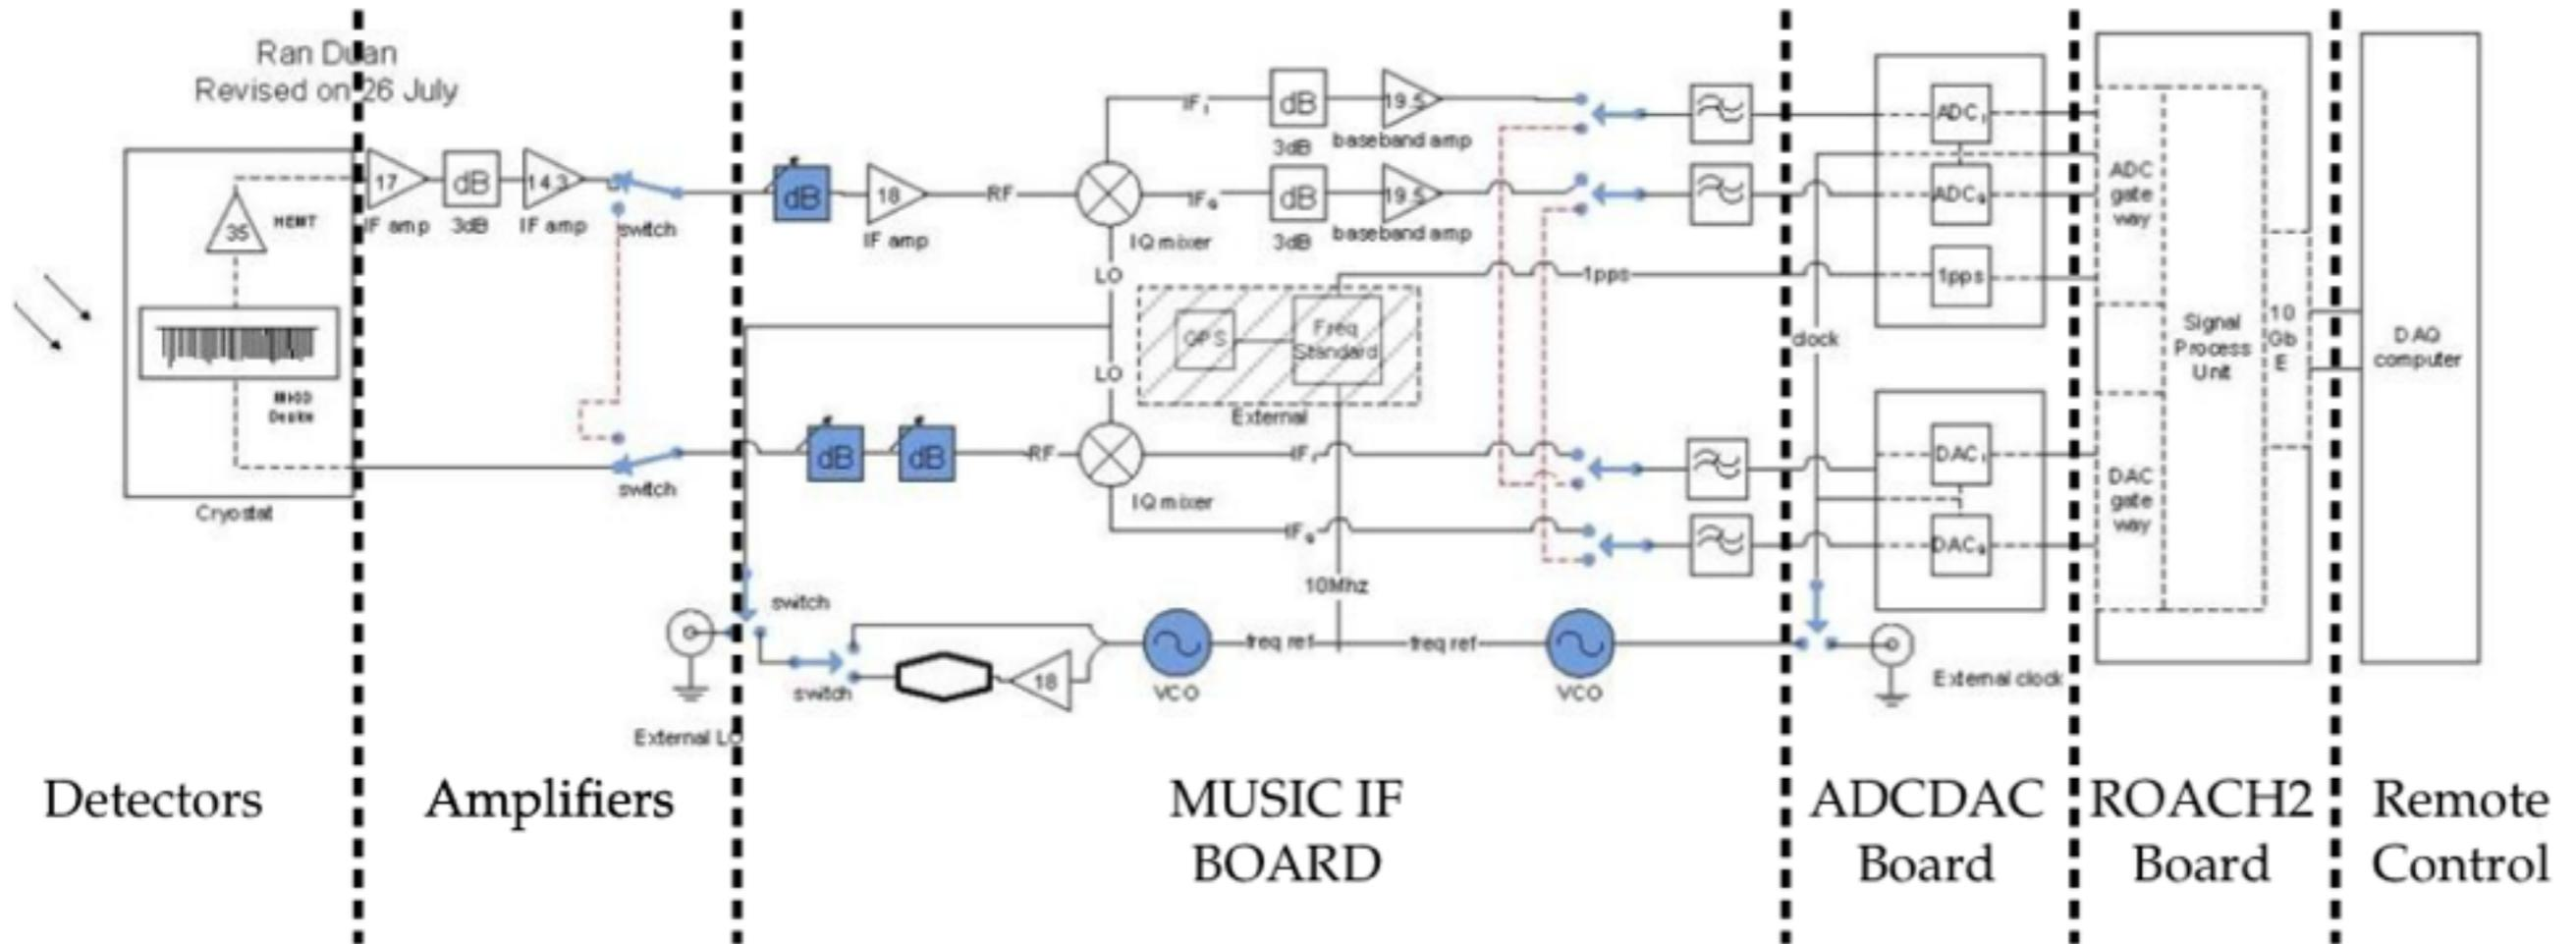 Ran Duan
Revised on 26 July
17
IF amp
dB
3dB
14.3
IF amp
switch
35
HEMT
Cryostat
switch
dB
18
IF amp
RF
IQ mixer
LO
LO
IF I
dB
3dB
19.5
baseband amp
IF Q
dB
3dB
19.5
baseband amp
1pps
GPS
Freq
Standard
External
dB
dB
RF
IQ mixer
IF I
IF Q
10Mhz
switch
switch
External LO
18
VCO
freq ref
freq ref
VCO
clock
External clock
ADC I
ADC Q
1pps
DAC I
DAC Q
ADC
gate
way
DAC
gate
way
Signal
Process
Unit
10
Gb
E
DAQ
computer
Detectors
Amplifiers
MUSIC IF
BOARD
ADCDAC
Board
ROACH2
Board
Remote
Control